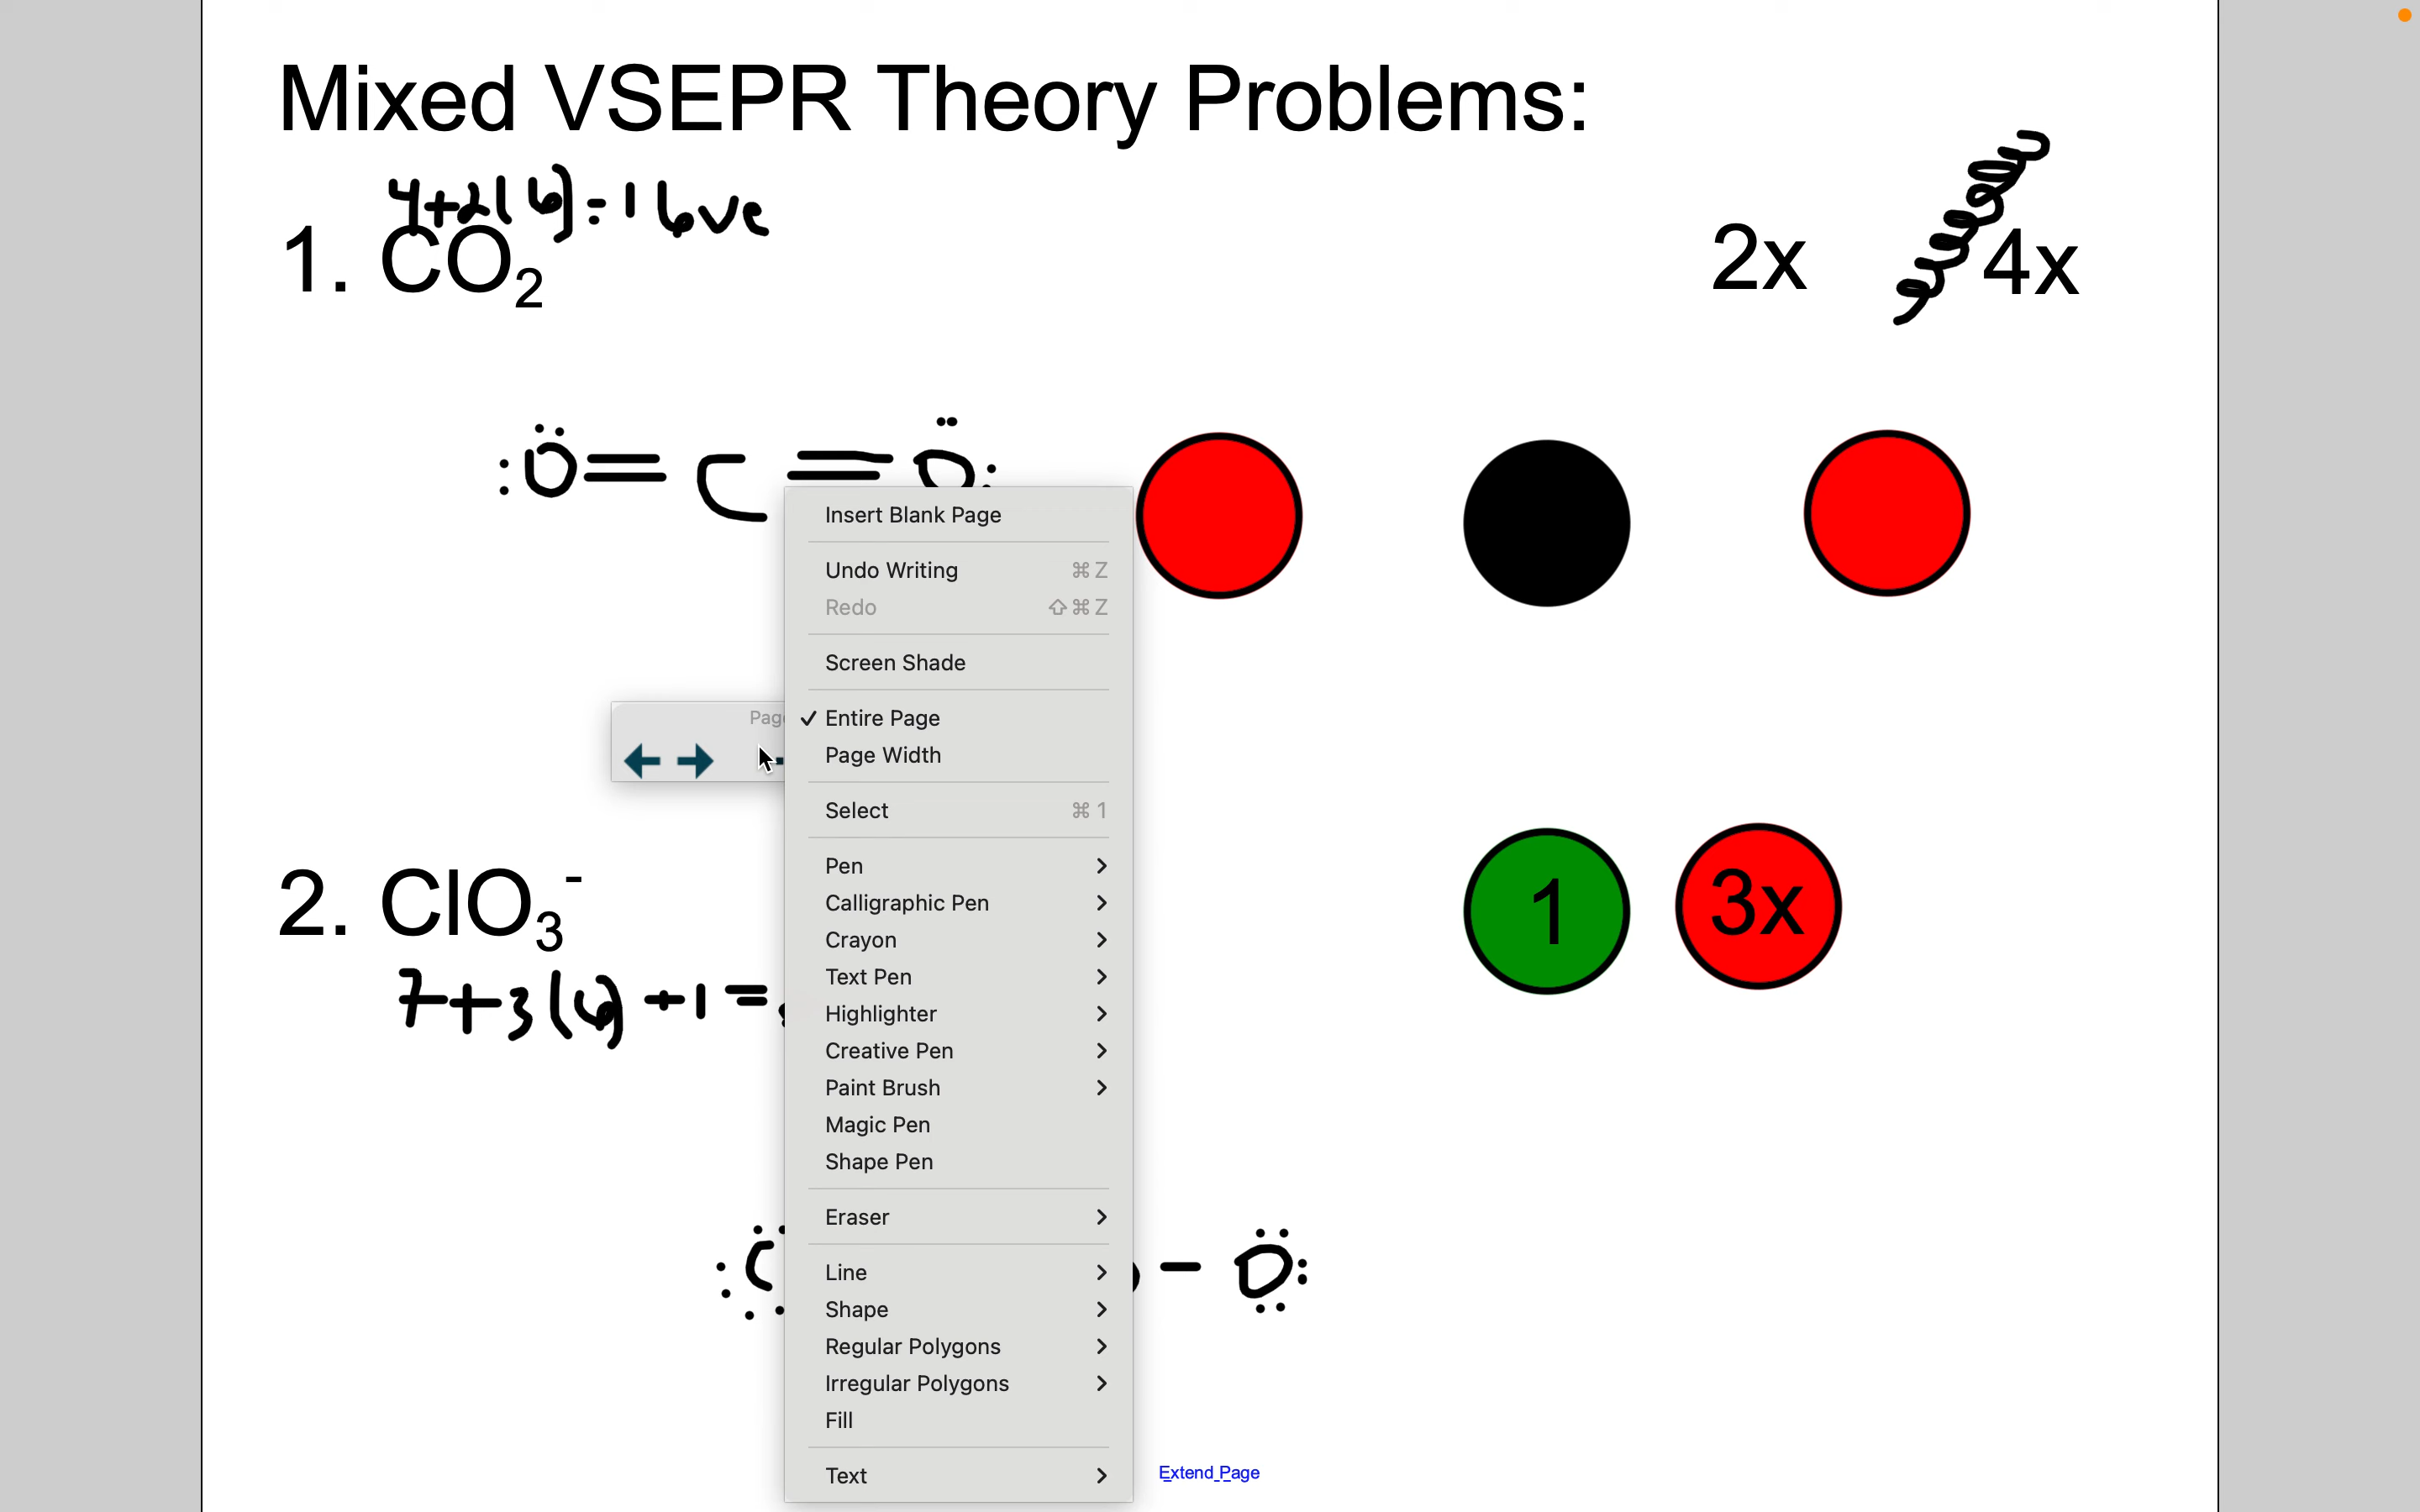 Mixed VSEPR Theory Problems:
4+2(6)=16ve
1. CO₂
2x 4x
:Ö=C=Ö:
Insert Blank Page
Undo Writing ⌘Z
Redo ⇧⌘Z
Screen Shade
Pag
✓ Entire Page
Page Width
Select ⌘1
Pen
2. ClO₃⁻
1 3x
Calligraphic Pen
Crayon
Text Pen
7+3(6)+1=
Highlighter
Creative Pen
Paint Brush
Magic Pen
Shape Pen
Eraser
Line
- O
Shape
Regular Polygons
Irregular Polygons
Fill
Text
Extend Page